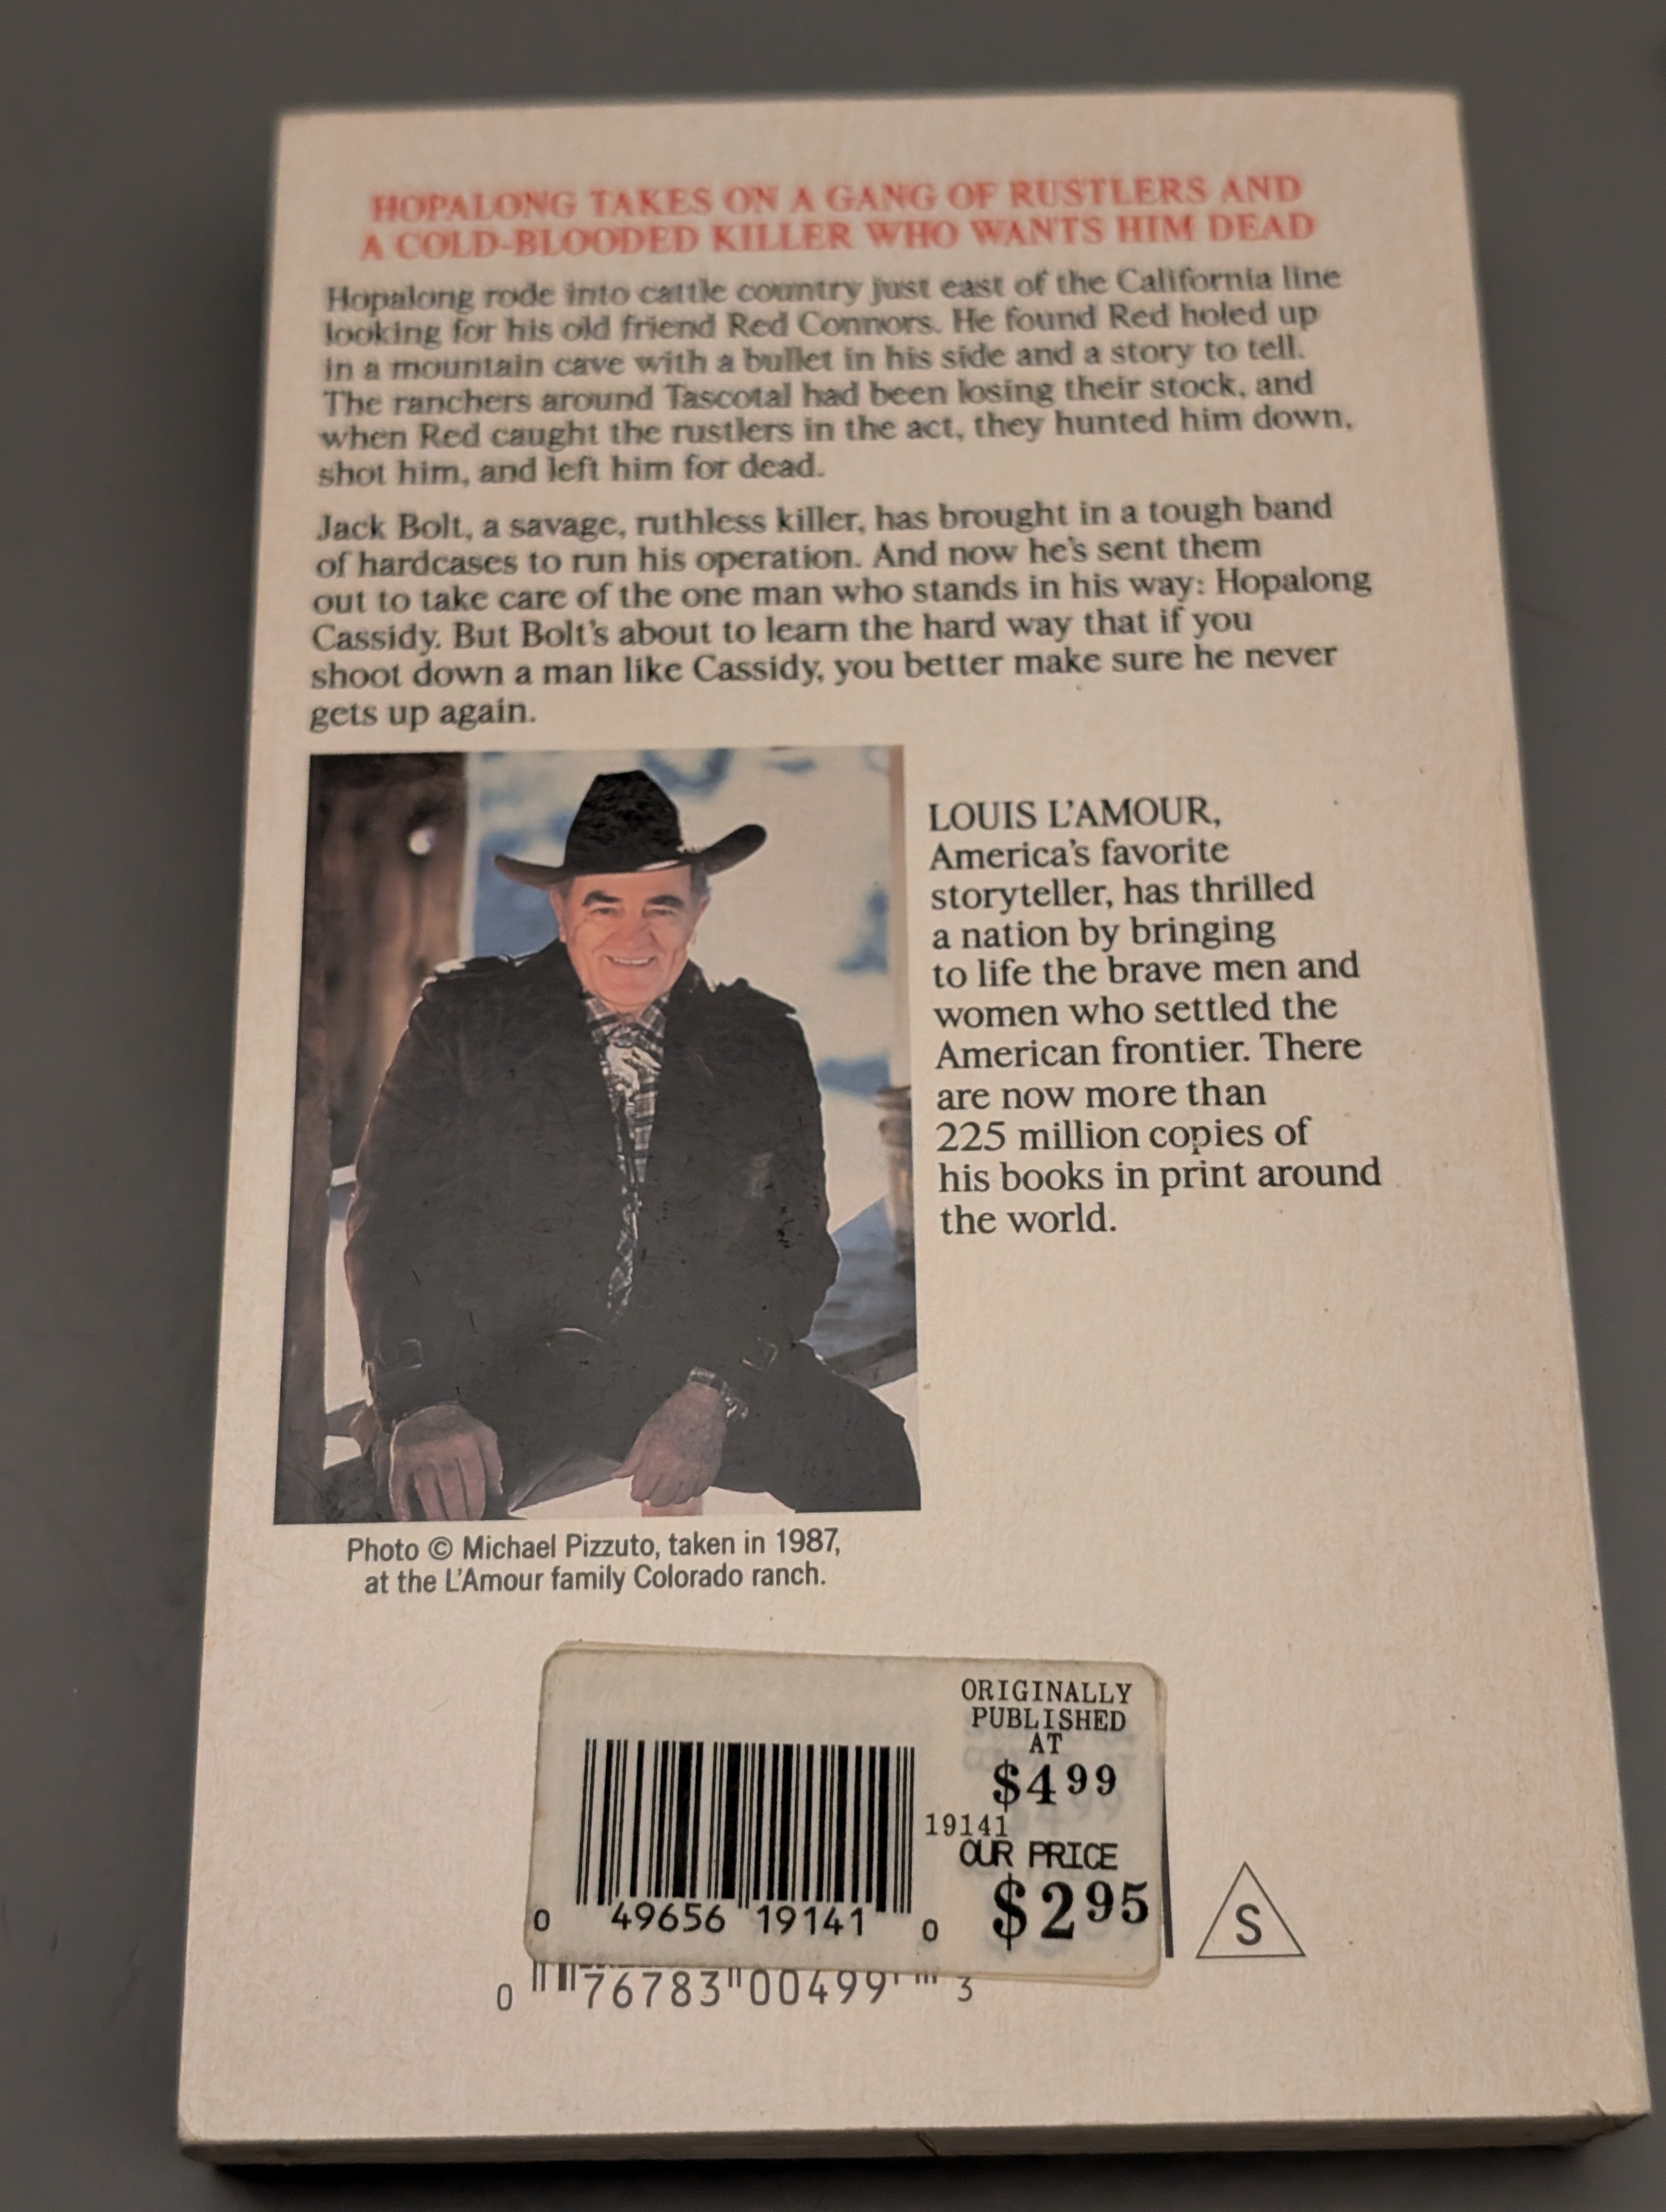 HOPALONG TAKES ON A GANG OF RUSTLERS AND
A COLD-BLOODED KILLER WHO WANTS HIM DEAD
Hopalong rode into cattle country just east of the California line
looking for his old friend Red Connors. He found Red holed up
in a mountain cave with a bullet in his side and a story to tell.
The ranchers around Tascotal had been losing their stock, and
when Red caught the rustlers in the act, they hunted him down,
shot him, and left him for dead.
Jack Bolt, a savage, ruthless killer, has brought in a tough band
of hardcases to run his operation. And now he's sent them
out to take care of the one man who stands in his way: Hopalong
Cassidy. But Bolt's about to learn the hard way that if you
shoot down a man like Cassidy, you better make sure he never
gets up again.
LOUIS L'AMOUR,
America's favorite
storyteller, has thrilled
a nation by bringing
to life the brave men and
women who settled the
American frontier. There
are now more than
225 million copies of
his books in print around
the world.
Photo © Michael Pizzuto, taken in 1987,
at the L'Amour family Colorado ranch.
ORIGINALLY
PUBLISHED
AT
$4 99
19141
OUR PRICE
$2 95
0 49656 19141 0
S
0 76783 00499 3